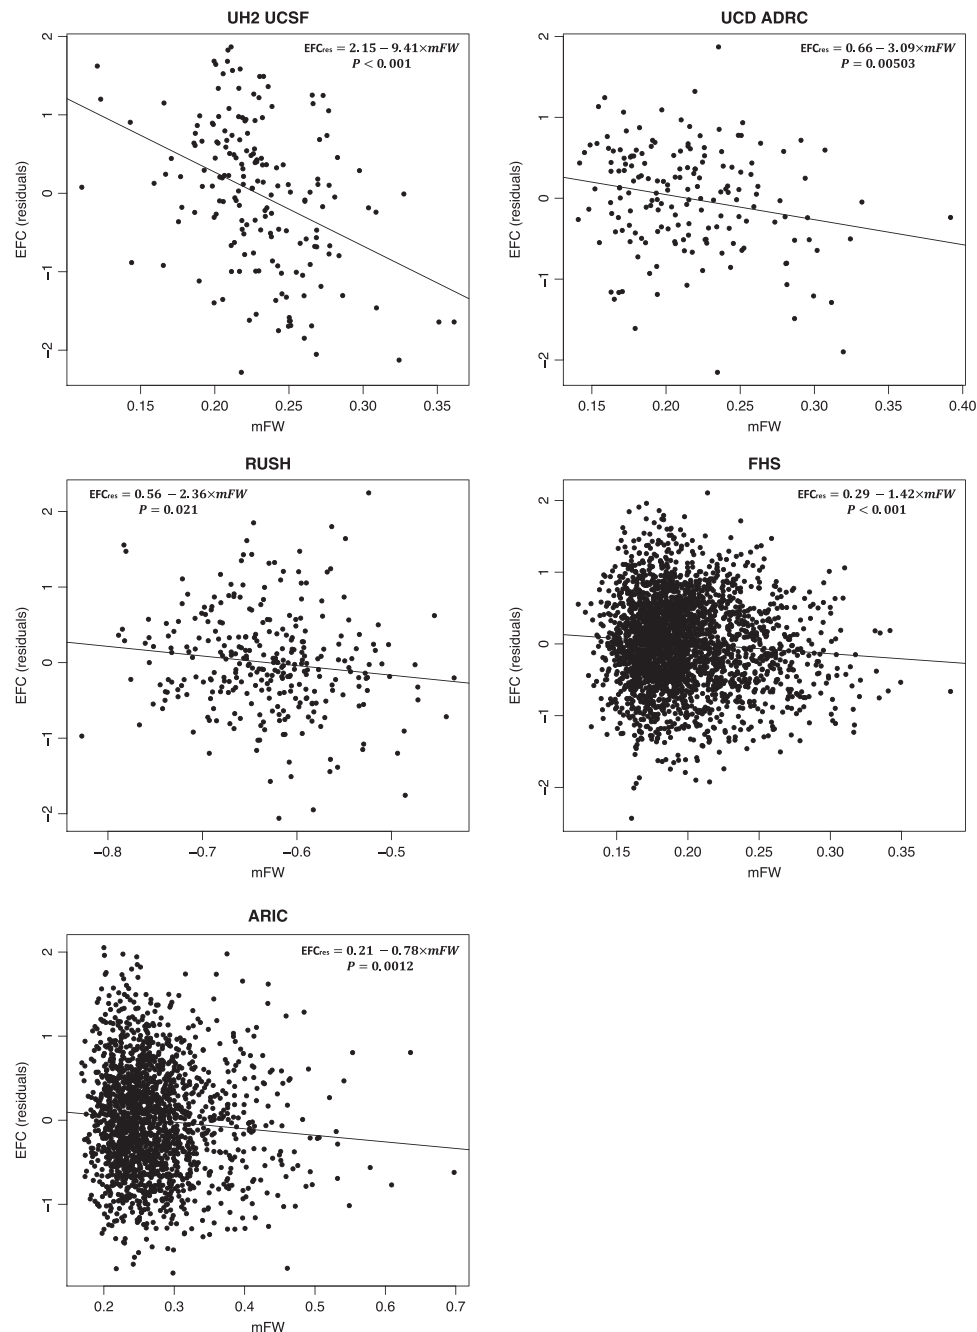 UH2 UCSF
EFCres = 2.15 − 9.41×mFW
P < 0.001
2
1
0
−1
−2
EFC (residuals)
0.15 0.20 0.25 0.30 0.35
mFW
UCD ADRC
EFCres = 0.66 − 3.09×mFW
P = 0.00503
2
1
0
−1
−2
EFC (residuals)
0.15 0.20 0.25 0.30 0.35 0.40
mFW
RUSH
EFCres = 0.56 − 2.36×mFW
P = 0.021
2
1
0
−1
−2
EFC (residuals)
−0.8 −0.7 −0.6 −0.5
mFW
FHS
EFCres = 0.29 − 1.42×mFW
P < 0.001
2
1
0
−1
−2
EFC (residuals)
0.15 0.20 0.25 0.30 0.35
mFW
ARIC
EFCres = 0.21 − 0.78×mFW
P = 0.0012
2
1
0
−1
EFC (residuals)
0.2 0.3 0.4 0.5 0.6 0.7
mFW